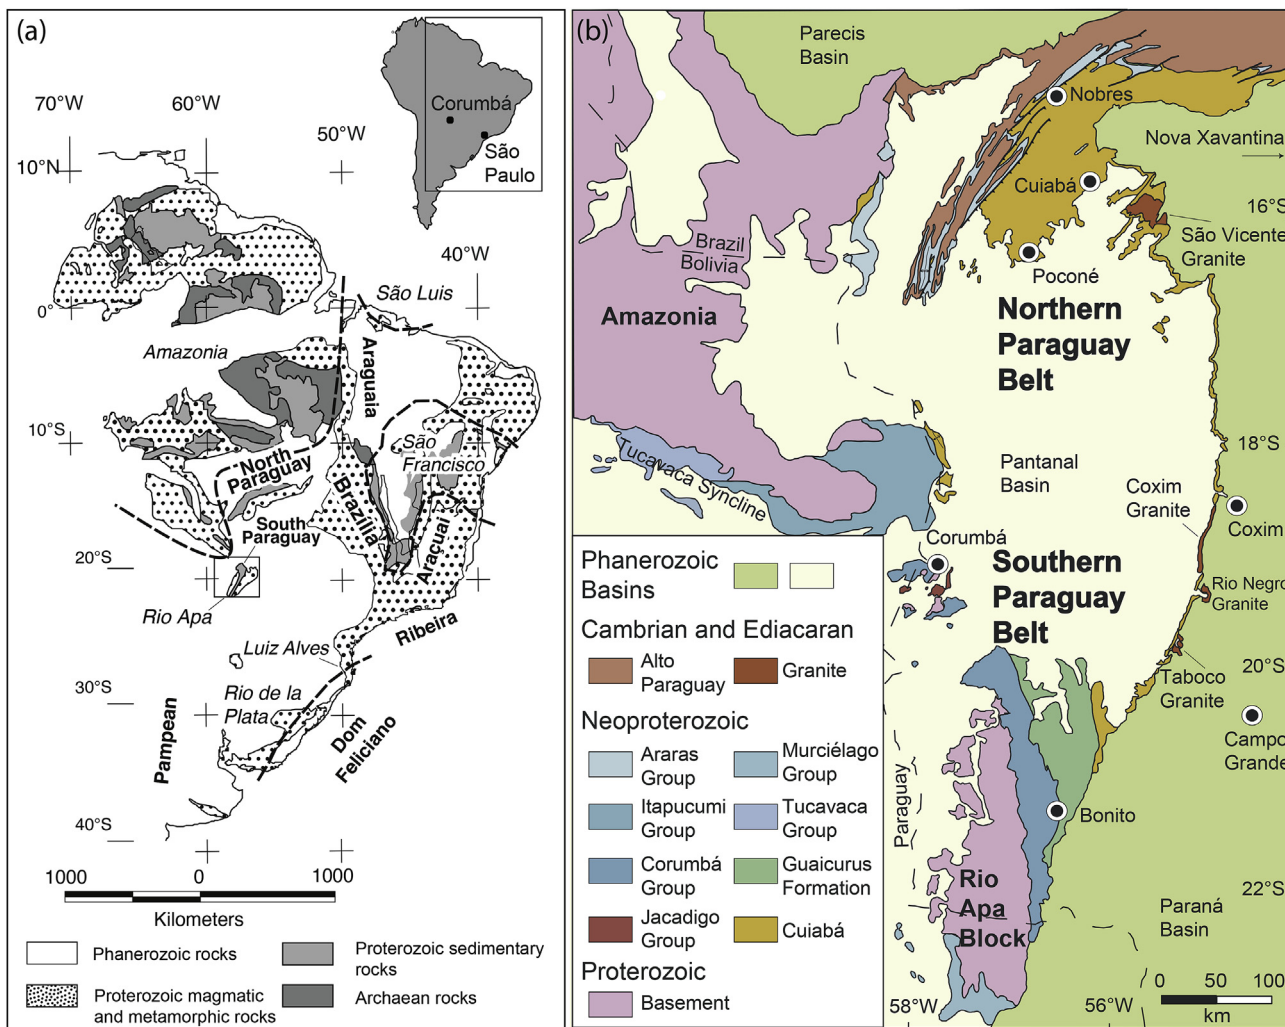 (a)
70°W
60°W
50°W
40°W
10°N
0°
10°S
20°S
30°S
40°S
Corumbá
São
Paulo
São Luis
Amazonia
Araguaia
São
Francisco
North
Paraguay
Brazília
Araçuai
South
Paraguay
Rio Apa
Ribeira
Luiz Alves
Rio de la
Plata
Dom
Feliciano
Pampean
1000
0
1000
Kilometers
Phanerozoic rocks
Proterozoic sedimentary
rocks
Proterozoic magmatic
and metamorphic rocks
Archaean rocks
(b)
Parecis
Basin
Nobres
Nova Xavantina
Cuiabá
16°S
São Vicente
Granite
Brazil
Bolivia
Poconé
Amazonia
Northern
Paraguay
Belt
Tucavaca Syncline
18°S
Pantanal
Basin
Coxim
Granite
Coxim
Corumbá
Southern
Paraguay
Belt
Rio Negro
Granite
20°S
Taboco
Granite
Campo
Grande
Paraguay
Bonito
Rio
Apa
Block
22°S
Paraná
Basin
58°W
56°W
0
50
100
km
Phanerozoic
Basins
Cambrian and Ediacaran
Alto
Paraguay
Granite
Neoproterozoic
Araras
Group
Murciélago
Group
Itapucumi
Group
Tucavaca
Group
Corumbá
Group
Guaicurus
Formation
Jacadigo
Group
Cuiabá
Proterozoic
Basement